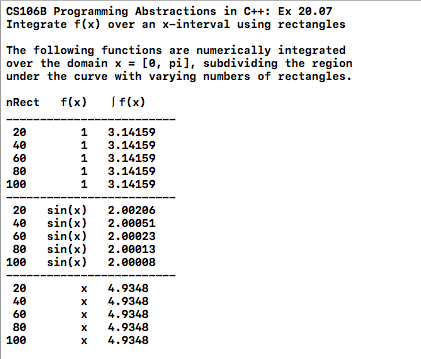 CS106B Programming Abstractions in C++: Ex 20.07
Integrate f(x) over an x-interval using rectangles
The following functions are numerically integrated
over the domain x = [0, pi], subdividing the region
under the curve with varying numbers of rectangles.
nRect f(x) ∫f(x)
-------------------------
20 1 3.14159
40 1 3.14159
60 1 3.14159
80 1 3.14159
100 1 3.14159
-------------------------
20 sin(x) 2.00206
40 sin(x) 2.00051
60 sin(x) 2.00023
80 sin(x) 2.00013
100 sin(x) 2.00008
-------------------------
20 x 4.9348
40 x 4.9348
60 x 4.9348
80 x 4.9348
100 x 4.9348